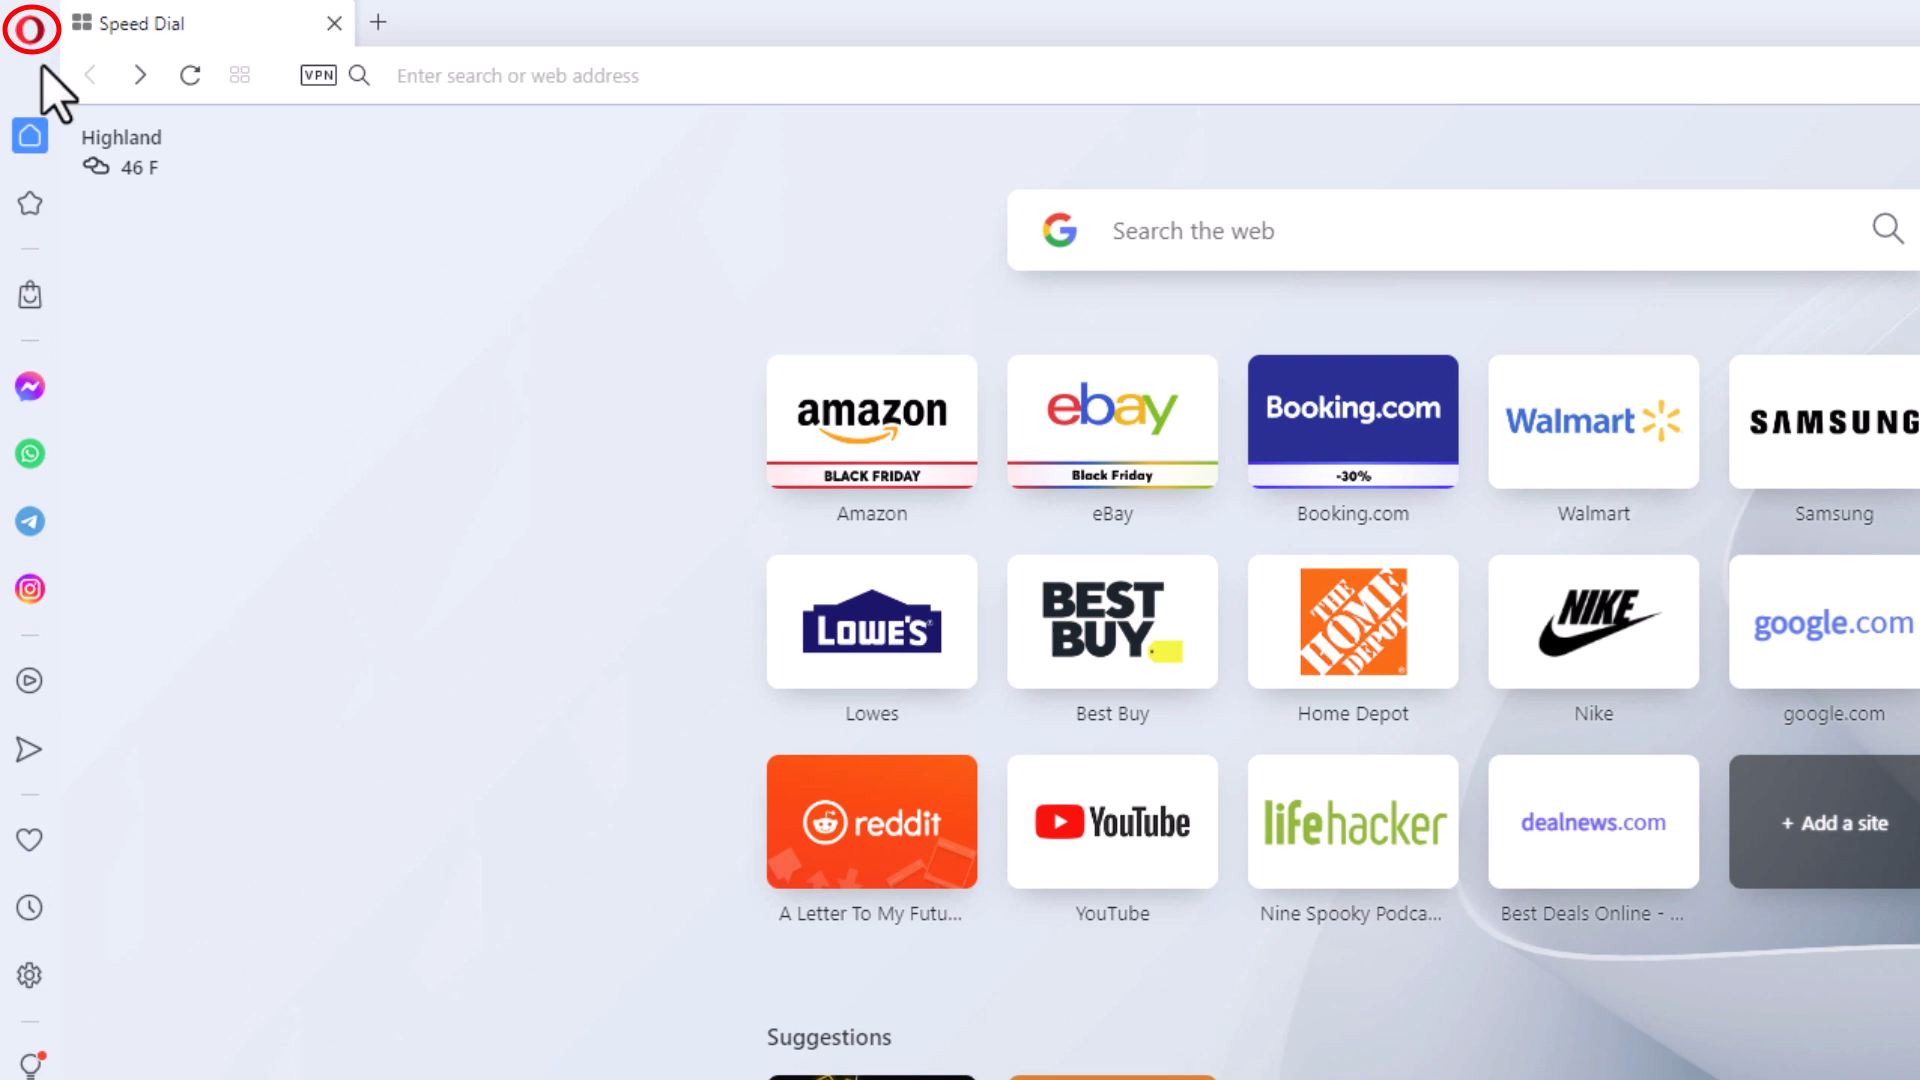 Speed Dial
VPN
Enter search or web address
Highland
46 F
Search the web
amazon
BLACK FRIDAY
Amazon
ebay
Black Friday
eBay
Booking.com
-30%
Booking.com
Walmart
Walmart
SAMSUNG
Samsung
LOWE'S
Lowes
BEST
BUY
Best Buy
THE
HOME
DEPOT
Home Depot
NIKE
Nike
google.com
google.com
reddit
A Letter To My Futu...
YouTube
YouTube
lifehacker
Nine Spooky Podca...
dealnews.com
Best Deals Online - ...
+ Add a site
Suggestions